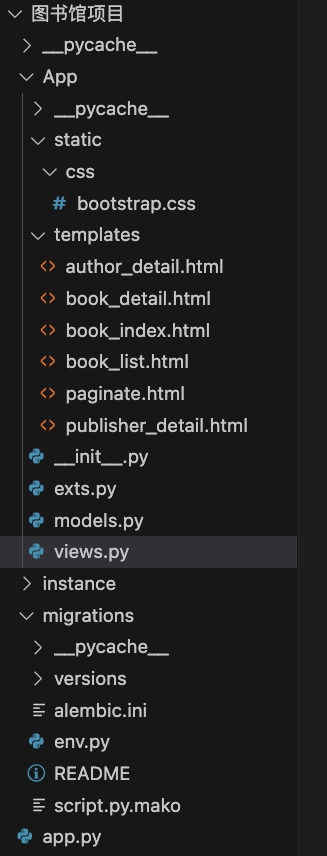 图书馆项目
__pycache__
App
__pycache__
static
css
# bootstrap.css
templates
<> author_detail.html
<> book_detail.html
<> book_index.html
<> book_list.html
<> paginate.html
<> publisher_detail.html
__init__.py
exts.py
models.py
views.py
instance
migrations
__pycache__
versions
alembic.ini
env.py
README
script.py.mako
app.py